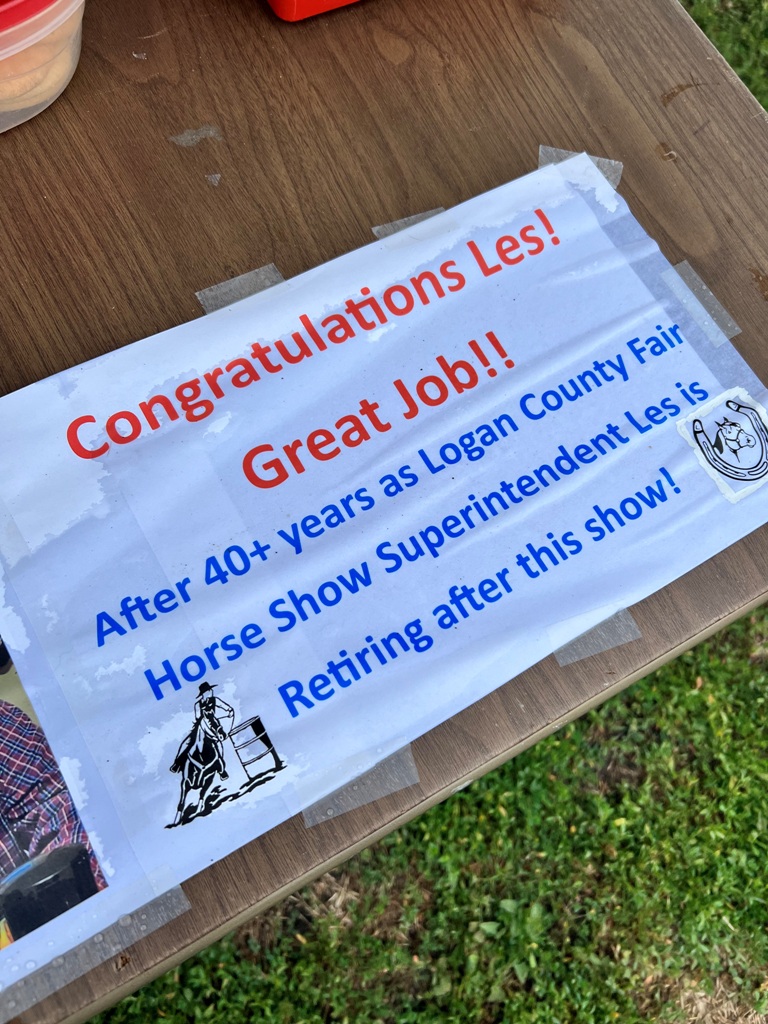 Congratulations Les!
Great Job!!
After 40+ years as Logan County Fair
Horse Show Superintendent Les is
Retiring after this show!